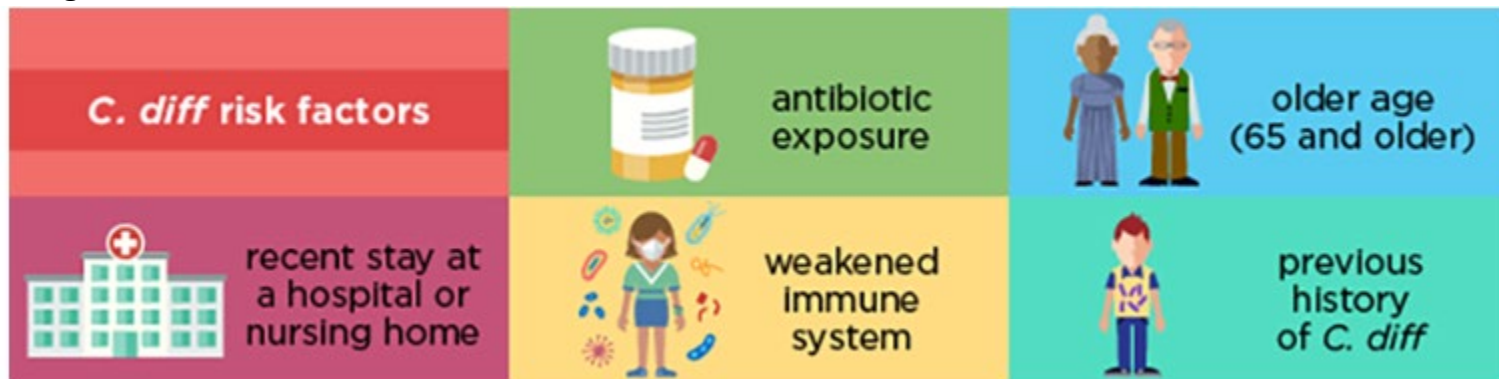 C. diff risk factors
antibiotic
exposure
older age
(65 and older)
recent stay at
a hospital or
nursing home
weakened
immune
system
previous
history
of C. diff